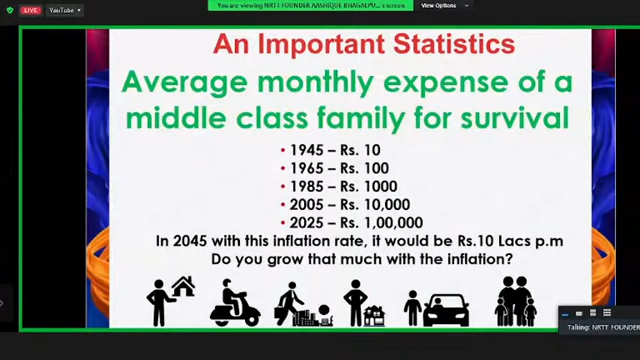 LIVE
YouTube
You are viewing NRTT FOUNDER AASHIQUE BHAGALPU...s screen
View Options
An Important Statistics
Average monthly expense of a
middle class family for survival
• 1945 – Rs. 10
• 1965 – Rs. 100
• 1985 – Rs. 1000
• 2005 – Rs. 10,000
• 2025 – Rs. 1,00,000
In 2045 with this inflation rate, it would be Rs.10 Lacs p.m
Do you grow that much with the inflation?
Talking: NRTT FOUNDER